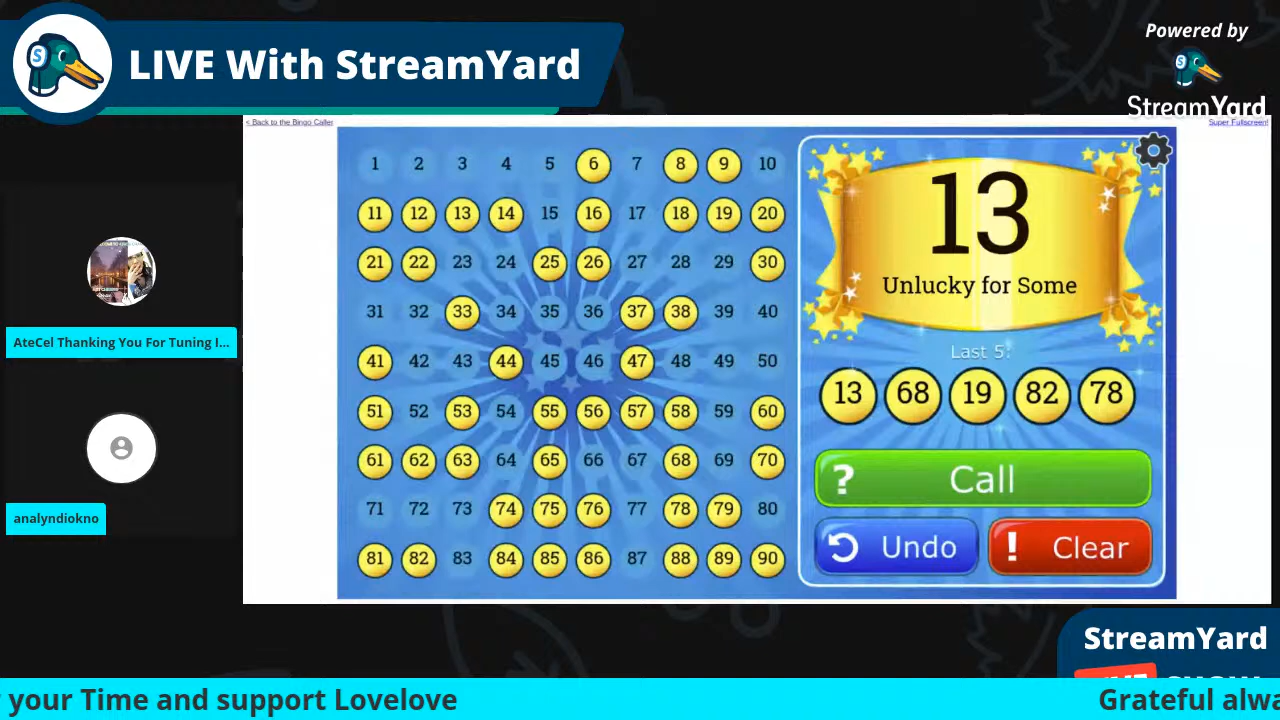 LIVE With StreamYard
Powered by
StreamYard
< Back to the Bingo Caller
Super Fullscreen!
1 2 3 4 5 6 7 8 9 10
11 12 13 14 15 16 17 18 19 20
21 22 23 24 25 26 27 28 29 30
31 32 33 34 35 36 37 38 39 40
41 42 43 44 45 46 47 48 49 50
51 52 53 54 55 56 57 58 59 60
61 62 63 64 65 66 67 68 69 70
71 72 73 74 75 76 77 78 79 80
81 82 83 84 85 86 87 88 89 90
13
Unlucky for Some
Last 5:
13 68 19 82 78
? Call
Undo
! Clear
AteCel Thanking You For Tuning I...
analyndiokno
StreamYard
your Time and support Lovelove
Grateful alwa